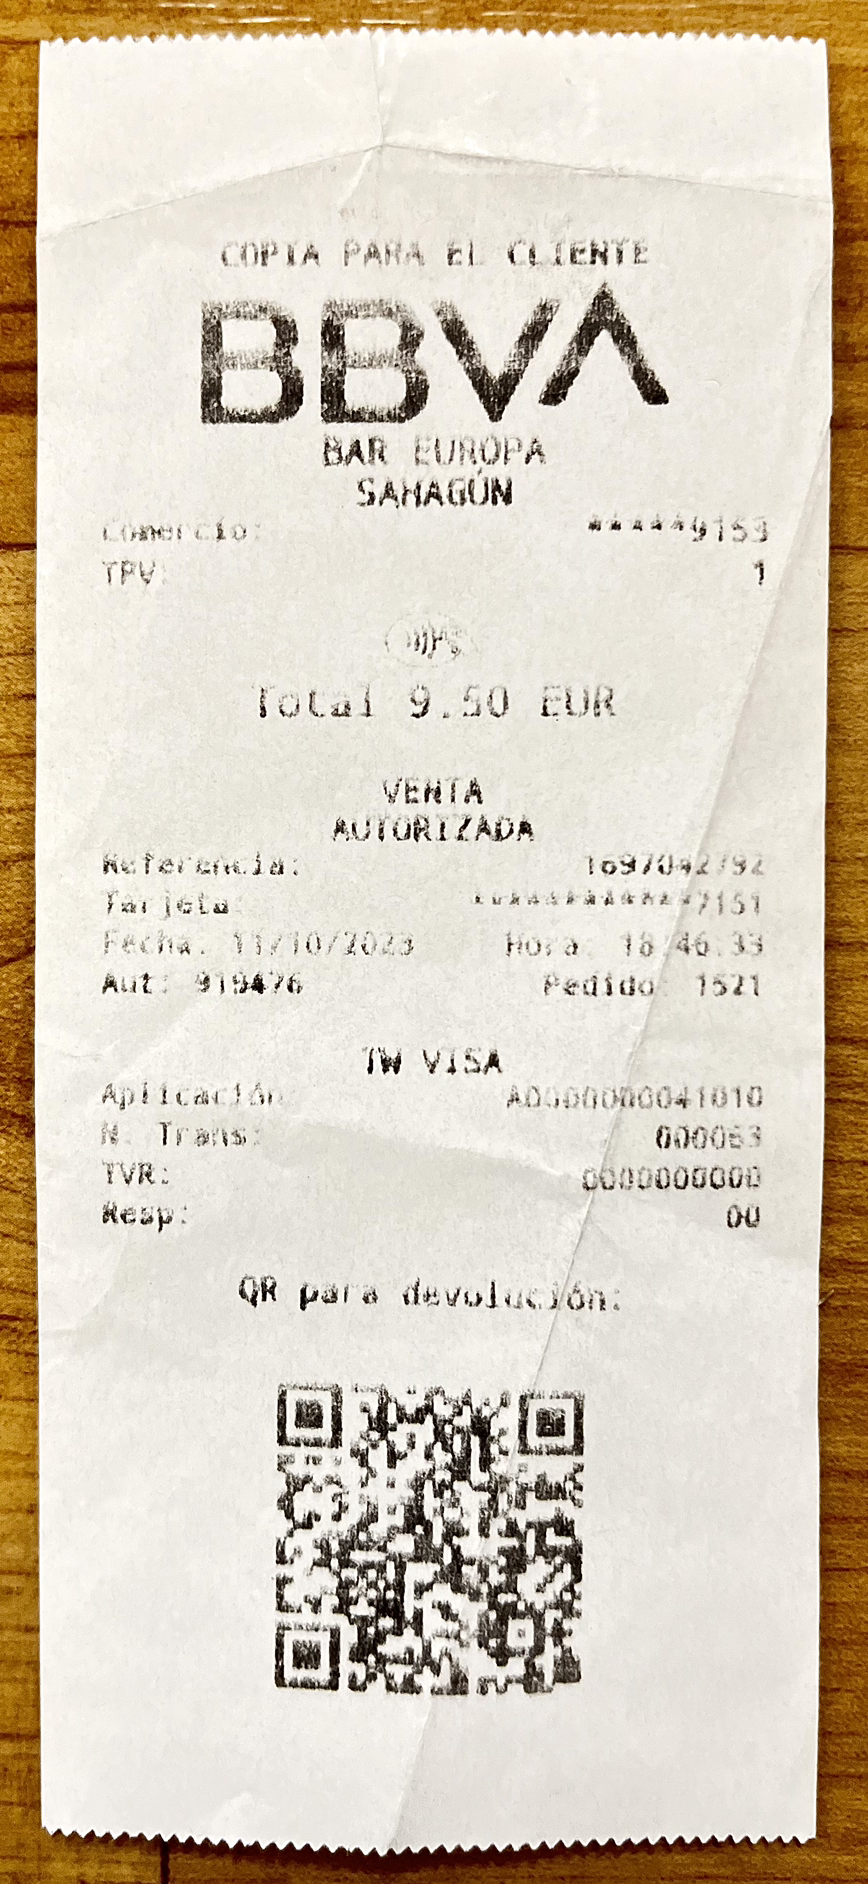 COPIA PARA EL CLIENTE
BBVA
BAR EUROPA
SAHAGÚN
Comercio: ******9153
TPV: 1
Total 9.50 EUR
VENTA
AUTORIZADA
Referencia: 1697042792
Tarjeta: ************7151
Fecha: 11/10/2023 Hora: 18:46:33
Aut: 919476 Pedido: 1521
TW VISA
Aplicación: A0000000041010
N. Trans: 000063
TVR: 0000000000
Resp: 00
QR para devolución: